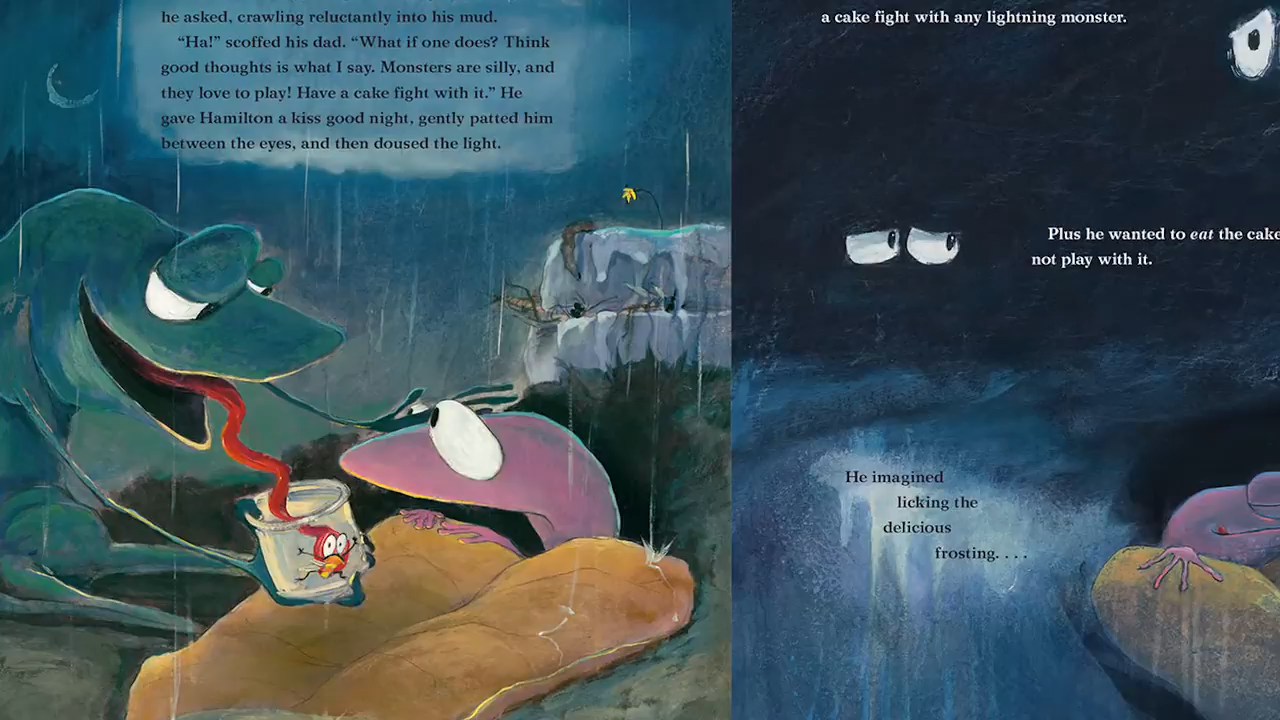 he asked, crawling reluctantly into his mud.
“Ha!” scoffed his dad. “What if one does? Think
good thoughts is what I say. Monsters are silly, and
they love to play! Have a cake fight with it.” He
gave Hamilton a kiss good night, gently patted him
between the eyes, and then doused the light.
a cake fight with any lightning monster.
Plus he wanted to eat the cake
not play with it.
He imagined
licking the
delicious
frosting. . . .